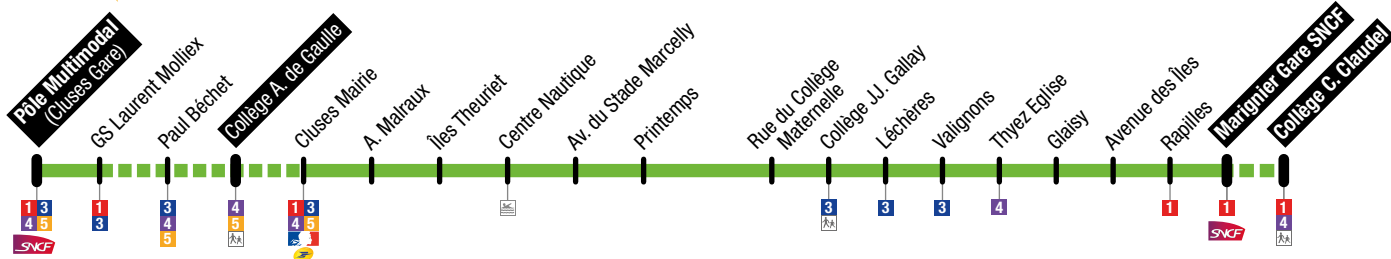 Pôle Multimodal
(Cluses Gare)
GS Laurent Molliex
Paul Béchet
Collège A. de Gaulle
Cluses Mairie
A. Malraux
Îles Theuriet
Centre Nautique
Av. du Stade Marcelly
Printemps
Rue du Collège
Maternelle
Collège JJ. Gallay
Léchères
Valignons
Thyez Eglise
Glaisy
Avenue des Îles
Rapilles
Marignier Gare SNCF
Collège C. Claudel
1 3
4 5
SNCF
1
3
3
4
5
4
5
1 3
4 5
3
3
3
4
1
1
SNCF
1
4